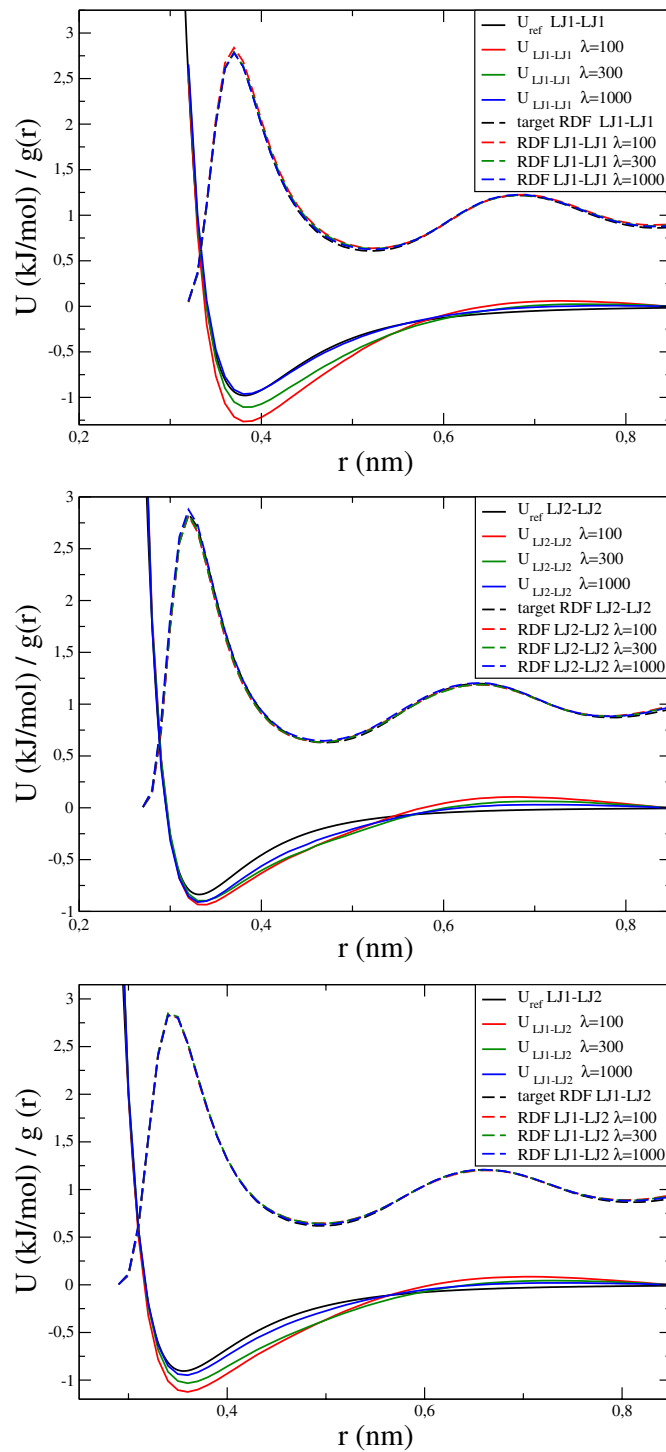 U (kJ/mol) / g(r)
3
2,5
2
1,5
1
0,5
0
-0,5
-1
U_ref LJ1-LJ1
U_LJ1-LJ1 λ=100
U_LJ1-LJ1 λ=300
U_LJ1-LJ1 λ=1000
target RDF LJ1-LJ1
RDF LJ1-LJ1 λ=100
RDF LJ1-LJ1 λ=300
RDF LJ1-LJ1 λ=1000
0,2 0,4 0,6 0,8
r (nm)
U (kJ/mol) / g(r)
3
2,5
2
1,5
1
0,5
0
-0,5
-1
U_ref LJ2-LJ2
U_LJ2-LJ2 λ=100
U_LJ2-LJ2 λ=300
U_LJ2-LJ2 λ=1000
target RDF LJ2-LJ2
RDF LJ2-LJ2 λ=100
RDF LJ2-LJ2 λ=300
RDF LJ2-LJ2 λ=1000
0,2 0,4 0,6 0,8
r (nm)
U (kJ/mol) / g (r)
3
2,5
2
1,5
1
0,5
0
-0,5
-1
U_ref LJ1-LJ2
U_LJ1-LJ2 λ=100
U_LJ1-LJ2 λ=300
U_LJ1-LJ2 λ=1000
target RDF LJ1-LJ2
RDF LJ1-LJ2 λ=100
RDF LJ1-LJ2 λ=300
RDF LJ1-LJ2 λ=1000
0,4 0,6 0,8
r (nm)